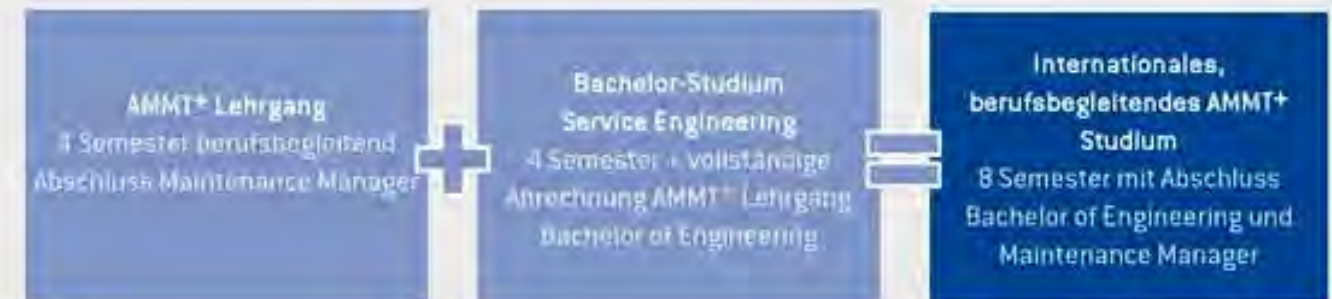 AMMT+ Lehrgang
4 Semester berufsbegleitend
Abschluss Maintenance Manager
+
Bachelor-Studium
Service Engineering
4 Semester + vollständige
Anrechnung AMMT+ Lehrgang
Bachelor of Engineering
=
Internationales,
berufsbegleitendes AMMT+
Studium
8 Semester mit Abschluss
Bachelor of Engineering und
Maintenance Manager